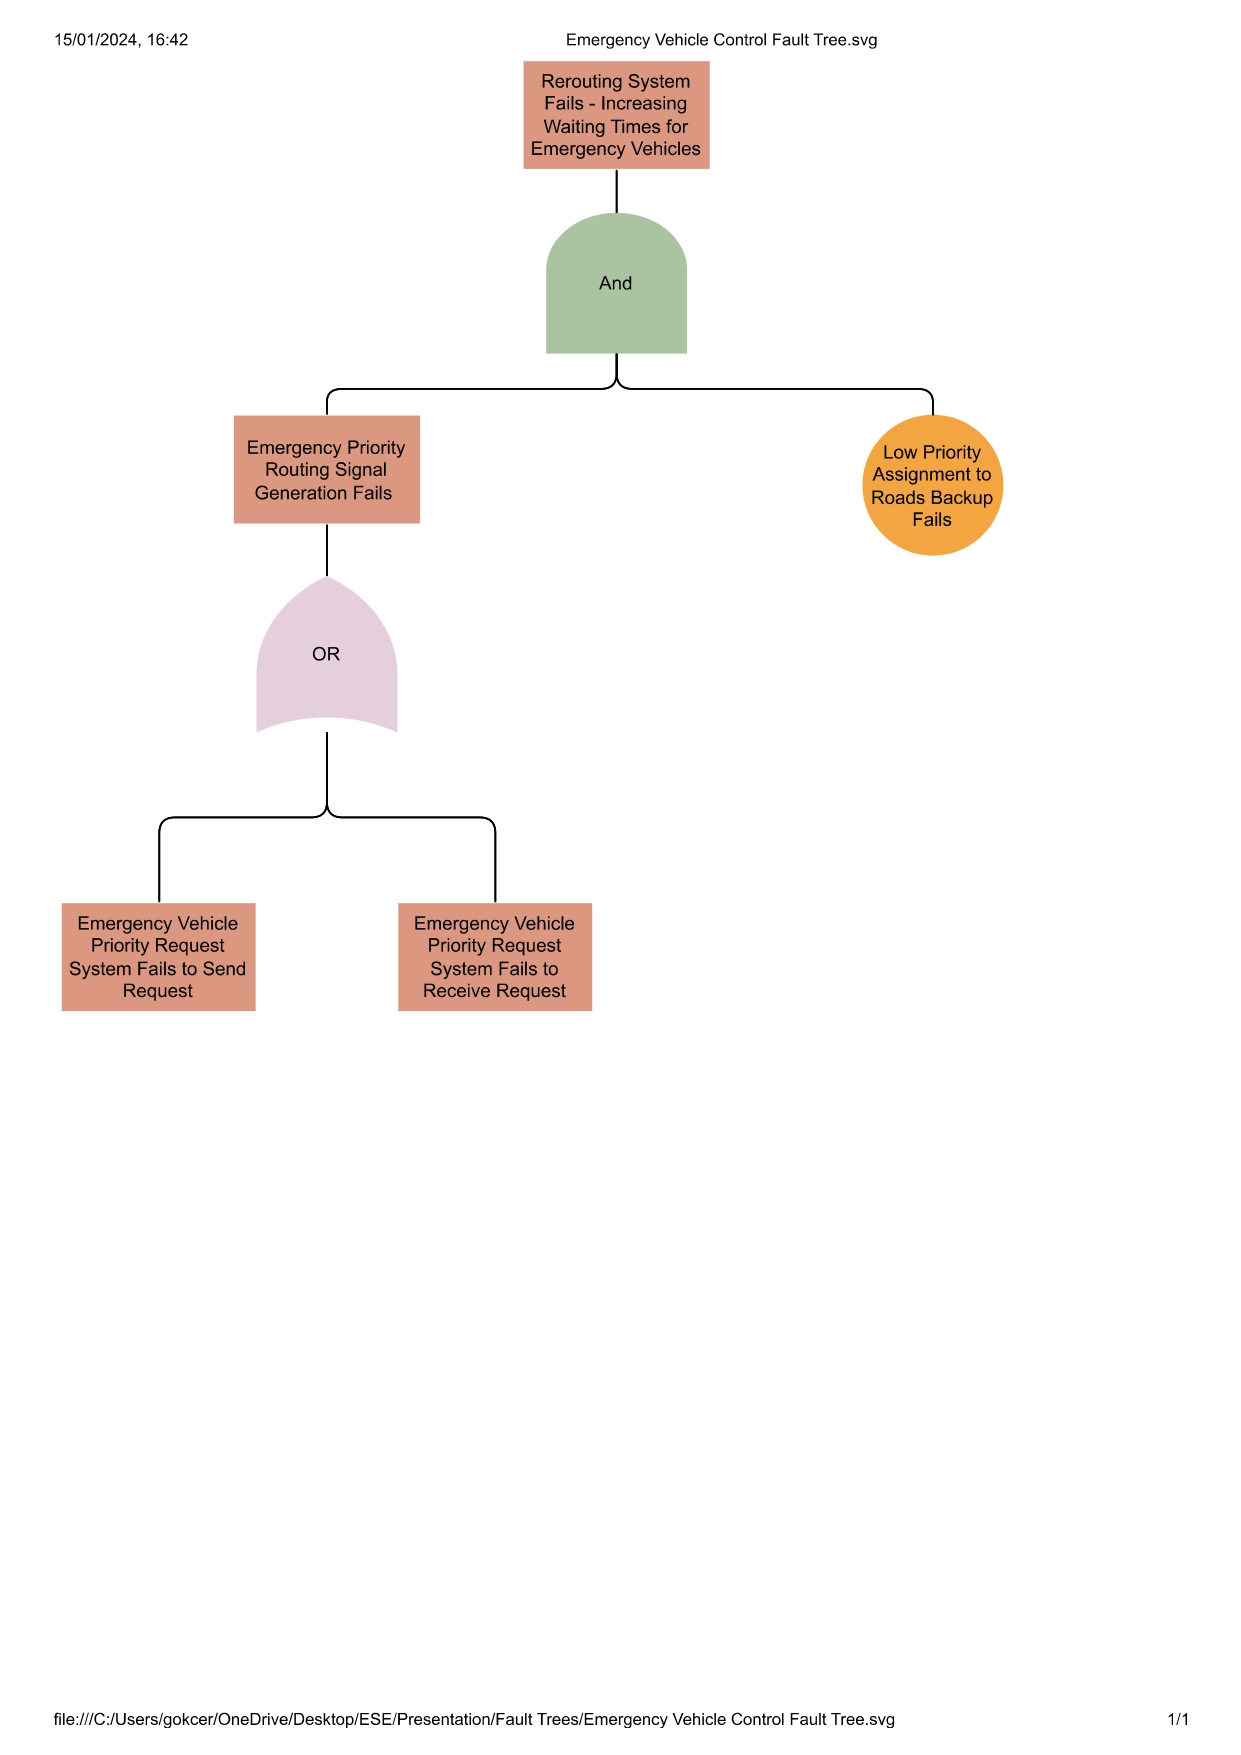 15/01/2024, 16:42
Emergency Vehicle Control Fault Tree.svg
Rerouting System
Fails - Increasing
Waiting Times for
Emergency Vehicles
And
Emergency Priority
Routing Signal
Generation Fails
Low Priority
Assignment to
Roads Backup
Fails
OR
Emergency Vehicle
Priority Request
System Fails to Send
Request
Emergency Vehicle
Priority Request
System Fails to
Receive Request
file:///C:/Users/gokcer/OneDrive/Desktop/ESE/Presentation/Fault Trees/Emergency Vehicle Control Fault Tree.svg
1/1